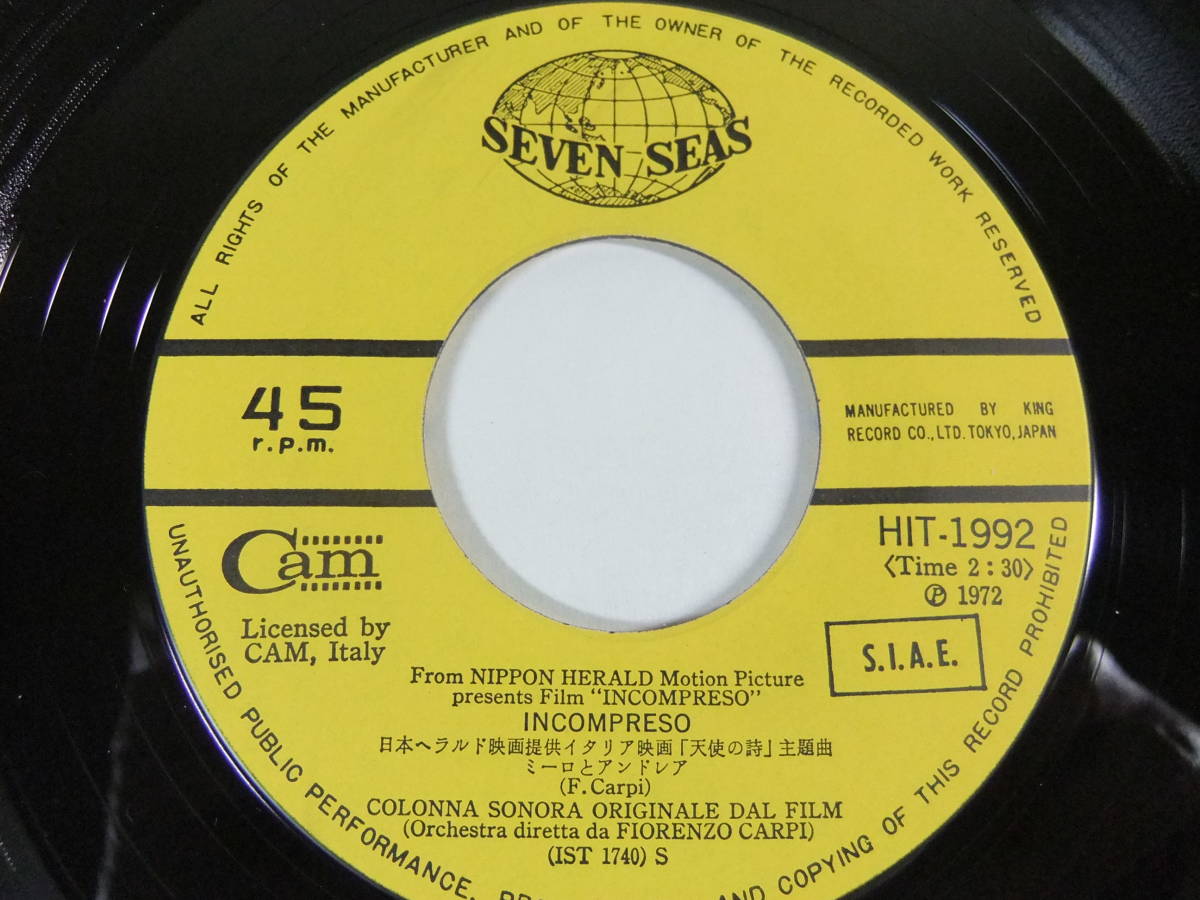 ALL RIGHTS OF THE MANUFACTURER AND OF THE OWNER OF THE RECORDED WORK RESERVED
SEVEN SEAS
45
r.p.m.
MANUFACTURED BY KING
RECORD CO., LTD. TOKYO, JAPAN
Cam
Licensed by
CAM, Italy
HIT-1992
〈Time 2:30〉
℗ 1972
S.I.A.E.
From NIPPON HERALD Motion Picture
presents Film "INCOMPRESO"
INCOMPRESO
日本ヘラルド映画提供イタリア映画「天使の詩」主題曲
ミーロとアンドレア
(F. Carpi)
COLONNA SONORA ORIGINALE DAL FILM
(Orchestra diretta da FIORENZO CARPI)
(IST 1740) S
UNAUTHORISED PUBLIC PERFORMANCE, AND COPYING OF THIS RECORD PROHIBITED